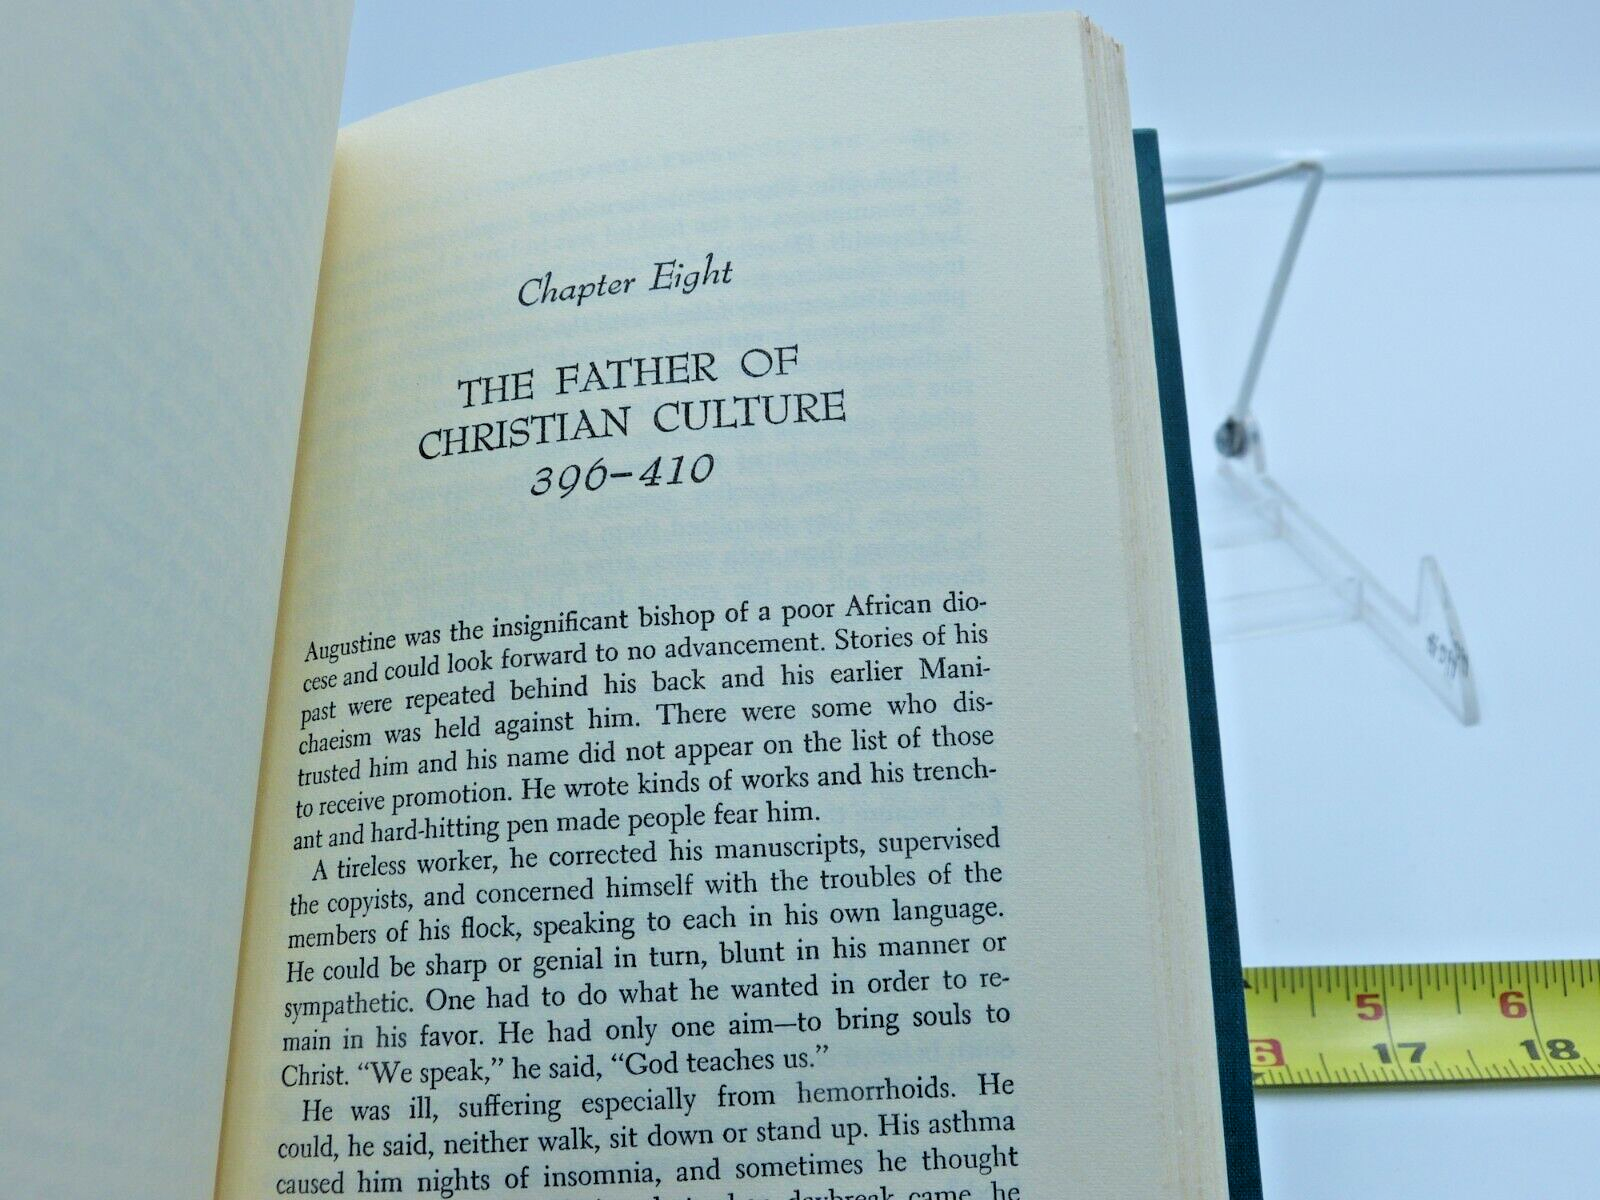 Chapter Eight
THE FATHER OF
CHRISTIAN CULTURE
396–410
Augustine was the insignificant bishop of a poor African dio-
cese and could look forward to no advancement. Stories of his
past were repeated behind his back and his earlier Mani-
chaeism was held against him. There were some who dis-
trusted him and his name did not appear on the list of those
to receive promotion. He wrote kinds of works and his trench-
ant and hard-hitting pen made people fear him.
A tireless worker, he corrected his manuscripts, supervised
the copyists, and concerned himself with the troubles of the
members of his flock, speaking to each in his own language.
He could be sharp or genial in turn, blunt in his manner or
sympathetic. One had to do what he wanted in order to re-
main in his favor. He had only one aim—to bring souls to
Christ. “We speak,” he said, “God teaches us.”
He was ill, suffering especially from hemorrhoids. He
could, he said, neither walk, sit down or stand up. His asthma
caused him nights of insomnia, and sometimes he thought
daybreak came, he
5 6
6 17 18